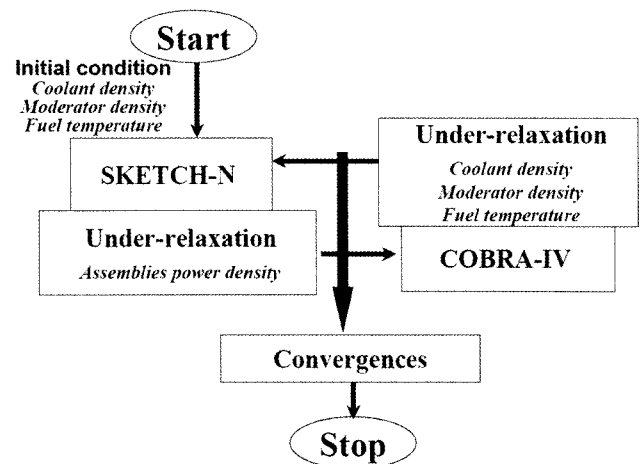 Start
Initial condition
Coolant density
Moderator density
Fuel temperature
SKETCH-N
Under-relaxation
Assemblies power density
Under-relaxation
Coolant density
Moderator density
Fuel temperature
COBRA-IV
Convergences
Stop